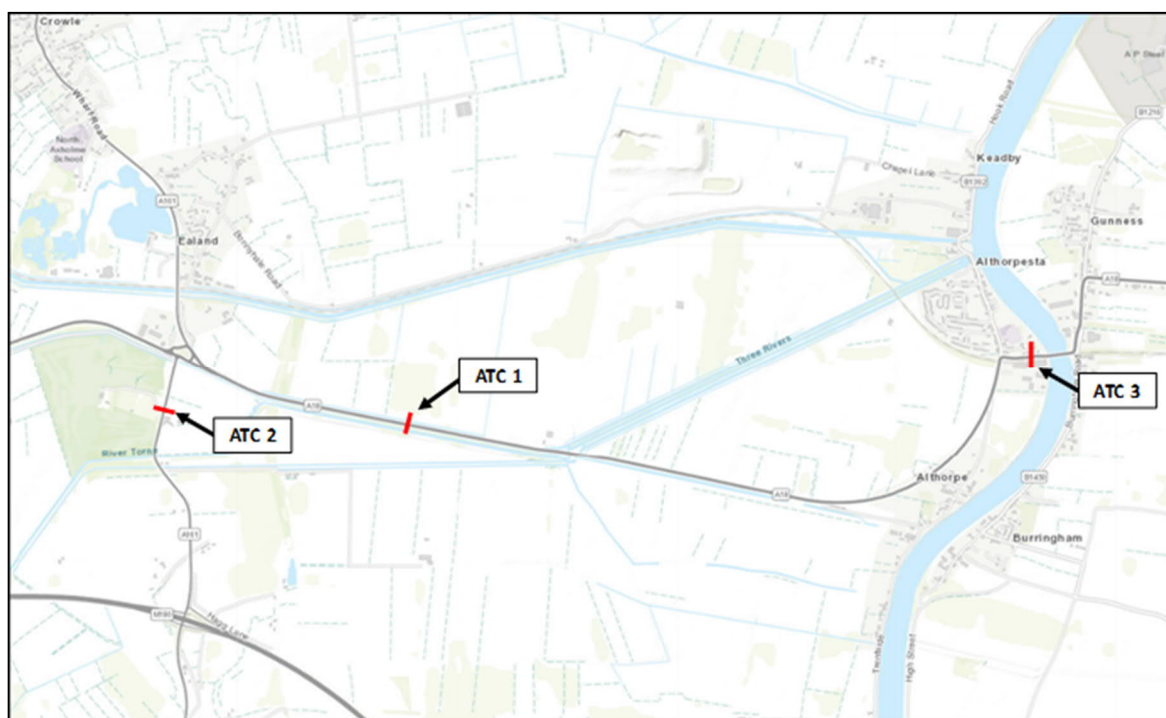 Crowle
Wharf Road
North
Axholme
School
A161
Ealand
Bonnyhale Road
A P Steel
B1216
Hook Road
Keadby
Chapel Lane
B1392
Gunness
Althorpesta
A18
Three Rivers
ATC 1
ATC 3
A18
ATC 2
River Torne
A161
Althorpe
A18
B1450
Burringham
M180
Hagg Lane
Trentside
High Street